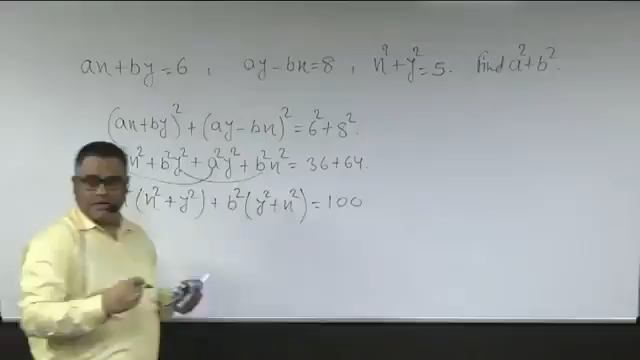 ax+by=6 , ay-bx=8 , x²+y²=5. Find a²+b².
(ax+by)²+(ay-bx)²=6²+8².
x²+b²y²+a²y²+b²x²=36+64.
(x²+y²)+b²(y²+x²)=100